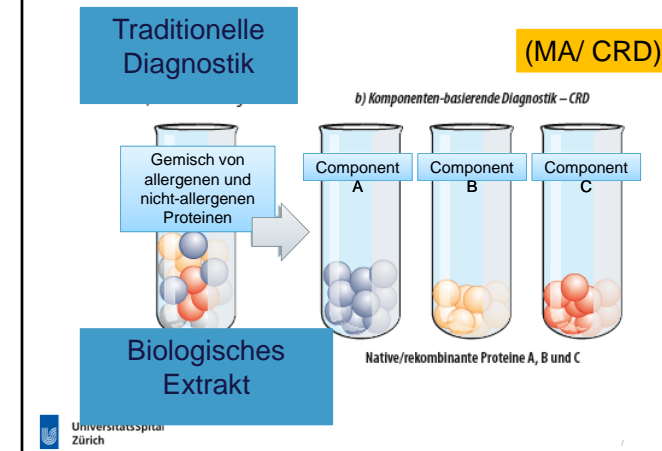 Traditionelle
Diagnostik
(MA/ CRD)
b) Komponenten-basierende Diagnostik – CRD
Gemisch von
allergenen und
nicht-allergenen
Proteinen
Component
A
Component
B
Component
C
Biologisches
Extrakt
Native/rekombinante Proteine A, B und C
UniversitätsSpital
Zürich
/